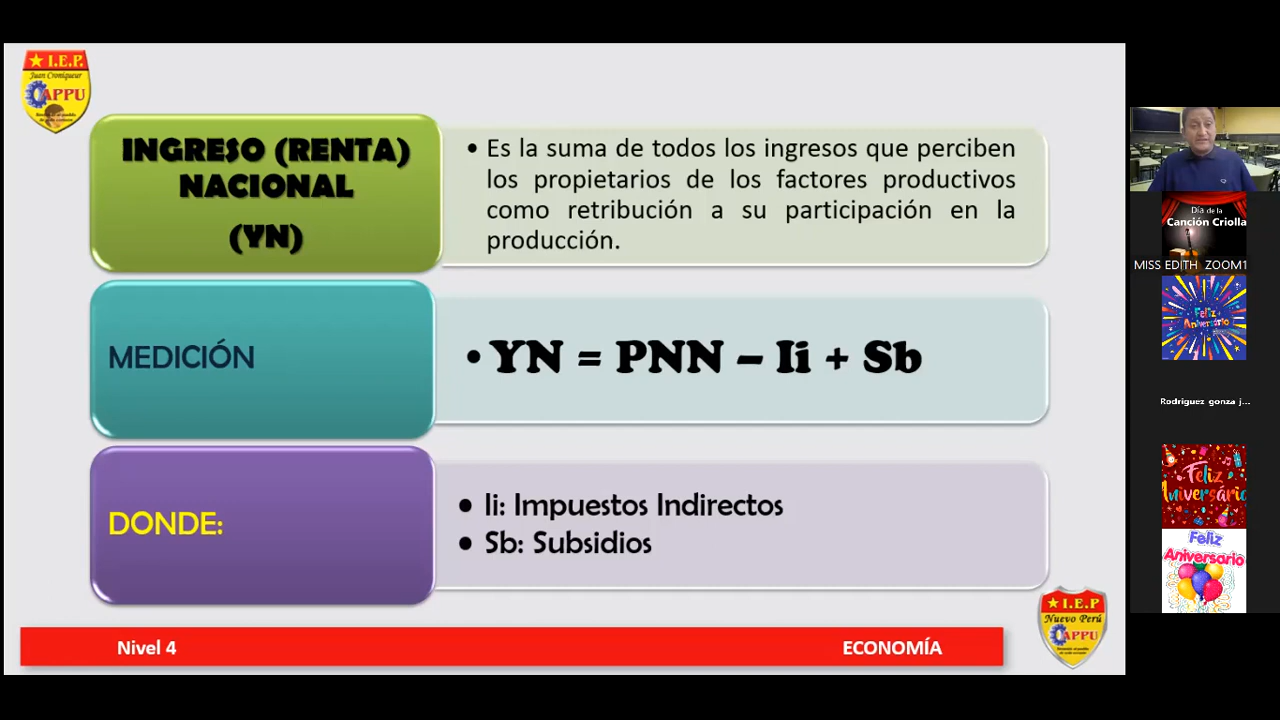 ★ I.E.P.
Juan Croniqueur
CAPPU
INGRESO (RENTA)
NACIONAL
(YN)
• Es la suma de todos los ingresos que perciben
los propietarios de los factores productivos
como retribución a su participación en la
producción.
MEDICIÓN
• YN = PNN – Ii + Sb
DONDE:
• Ii: Impuestos Indirectos
• Sb: Subsidios
★ I.E.P
Nuevo Perú
CAPPU
Nivel 4
ECONOMÍA
Día de la
Canción Criolla
MISS EDITH ZOOM1
Feliz
Aniversario
Rodriguez gonza j...
Feliz
Aniversario
Feliz
Aniversario